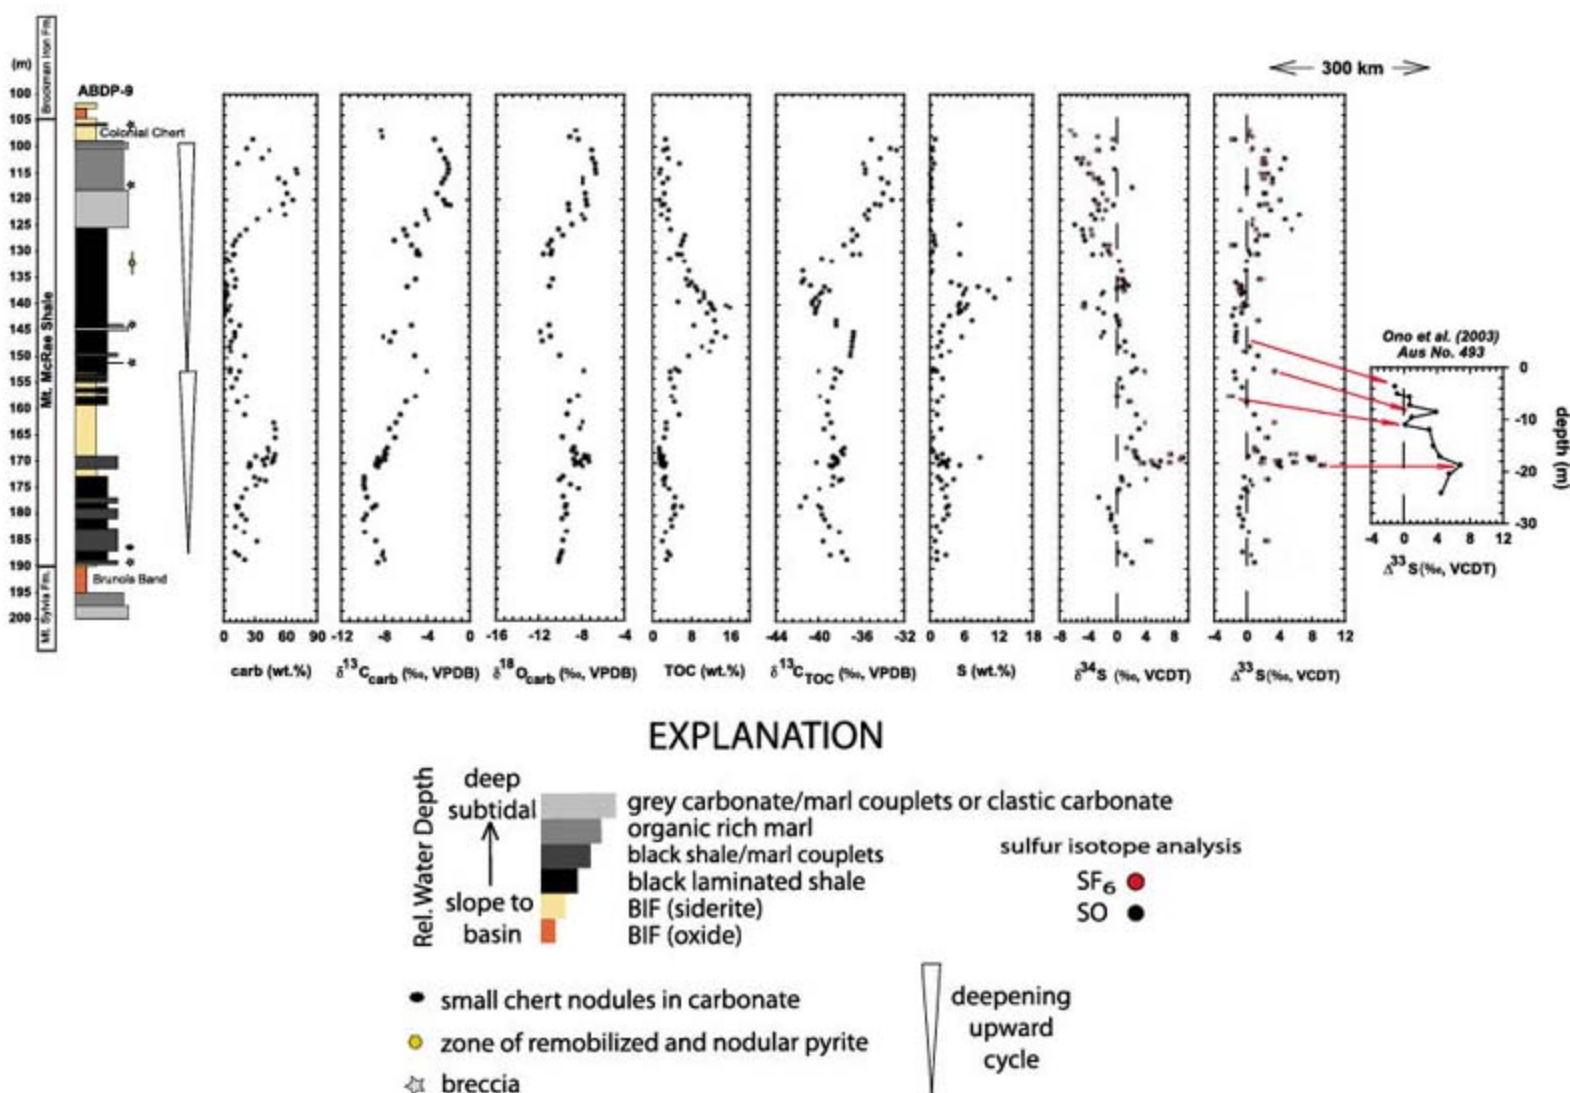 300 km
Brockman Iron Fm.
Mt. McRae Shale
Mt. Sylvia Fm.
(m)
ABDP-9
Colonial Chert
Brunols Band
100
105
100
110
115
120
125
130
135
140
145
150
155
160
165
170
175
180
185
190
195
200
0 30 60 90
carb (wt.%)
-12 -8 -4 0
δ13Ccarb (‰, VPDB)
-16 -12 -8 -4
δ18Ocarb (‰, VPDB)
0 8 16
TOC (wt.%)
-44 -40 -36 -32
δ13CTOC (‰, VPDB)
0 6 12 18
S (wt.%)
-8 -4 0 4 8
δ34S (‰, VCDT)
-4 0 4 8 12
Δ33S(‰, VCDT)
Ono et al. (2003)
Aus No. 493
0
-10
-20
-30
depth (m)
-4 0 4 8 12
Δ33S(‰, VCDT)
EXPLANATION
Rel. Water Depth
deep
subtidal
slope to
basin
grey carbonate/marl couplets or clastic carbonate
organic rich marl
black shale/marl couplets
black laminated shale
BIF (siderite)
BIF (oxide)
sulfur isotope analysis
SF6
SO
small chert nodules in carbonate
zone of remobilized and nodular pyrite
breccia
deepening
upward
cycle